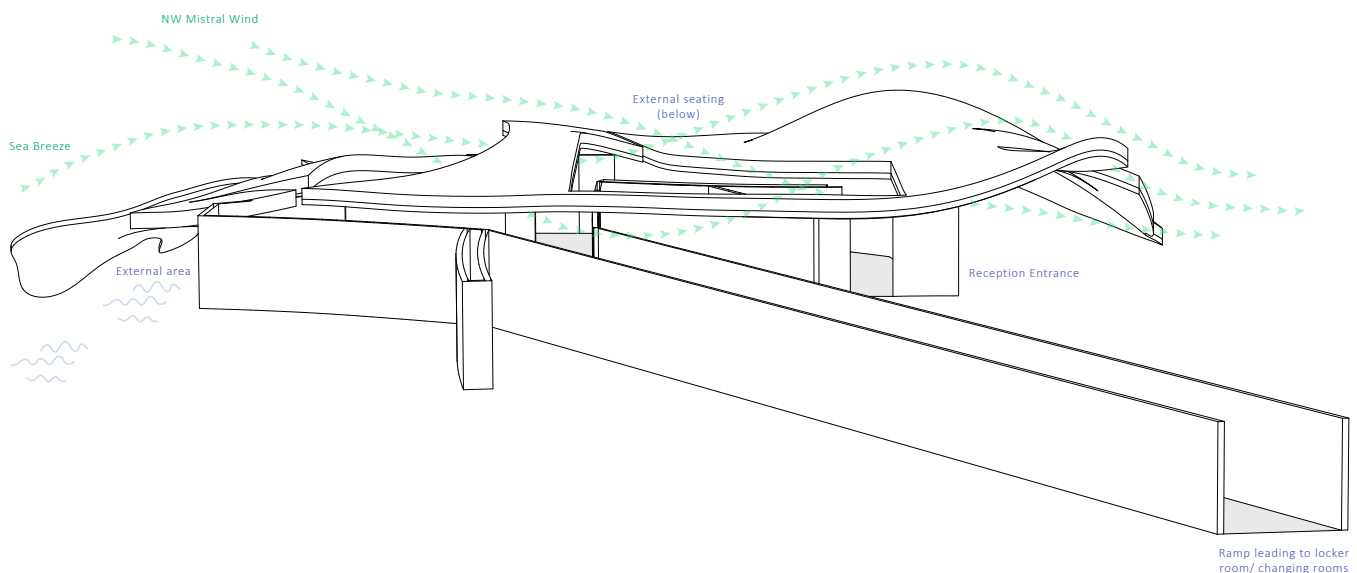 NW Mistral Wind
External seating
(below)
Sea Breeze
External area
Reception Entrance
Ramp leading to locker
room/ changing rooms